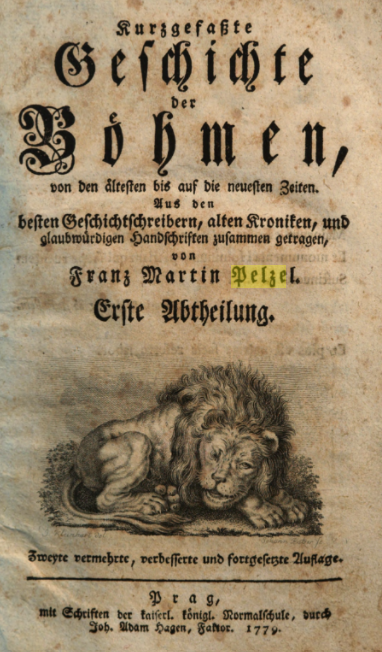 Kurzgefaßte
Geschichte
der
Böhmen,
von den ältesten bis auf die neuesten Zeiten.
Aus den
besten Geschichtschreibern, alten Kroniken, und
glaubwürdigen Handschriften zusammen getragen,
von
Franz Martin Pelzel.
Erste Abtheilung.
Zweyte vermehrte, verbesserte und fortgesetzte Auflage.
Prag,
mit Schriften der kaiserl. königl. Normalschule, durch
Joh. Adam Hagen, Faktor. 1779.